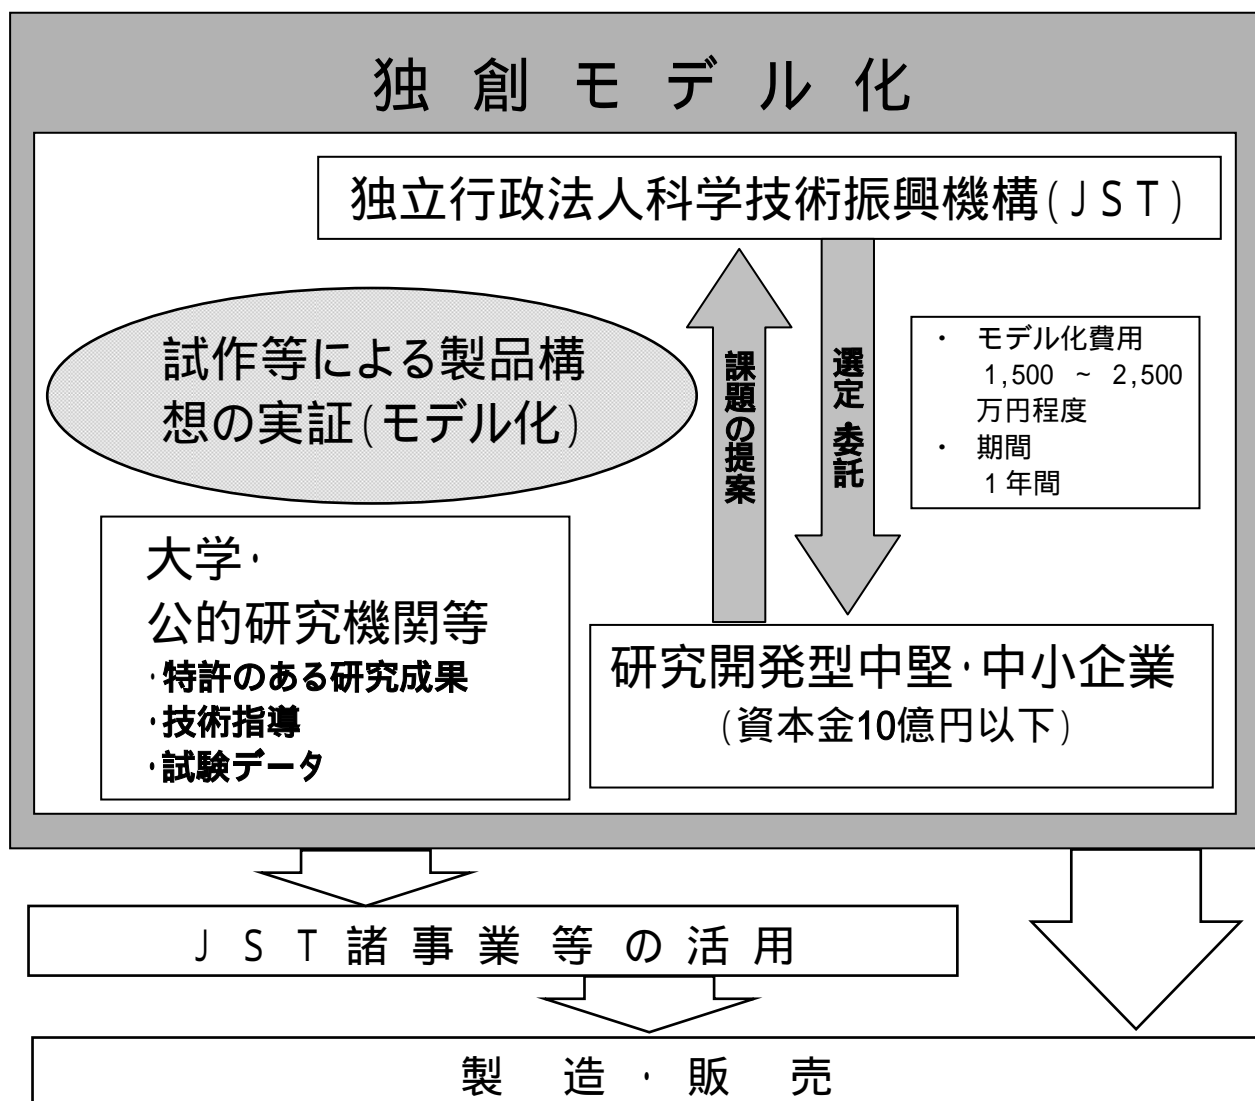 独創モデル化
独立行政法人科学技術振興機構(JST)
試作等による製品構
想の実証(モデル化)
課題の提案
選定・委託
・ モデル化費用
1,500 ~ 2,500
万円程度
・ 期間
1年間
大学・
公的研究機関等
・特許のある研究成果
・技術指導
・試験データ
研究開発型中堅・中小企業
(資本金10億円以下)
JST諸事業等の活用
製造・販売